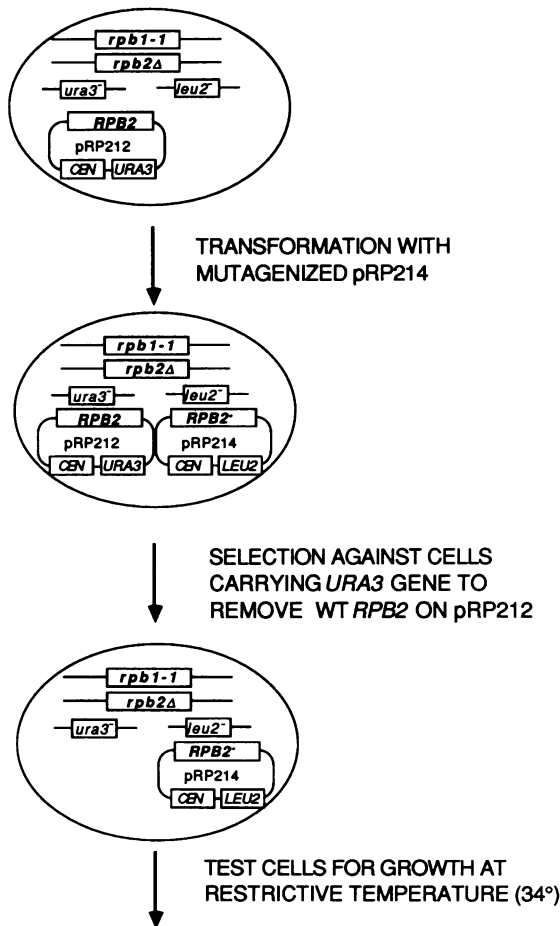 rpb1-1
rpb2Δ
ura3⁻ leu2⁻
RPB2
pRP212
CEN URA3
TRANSFORMATION WITH
MUTAGENIZED pRP214
rpb1-1
rpb2Δ
ura3⁻ leu2⁻
RPB2 RPB2*
pRP212 pRP214
CEN URA3 CEN LEU2
SELECTION AGAINST CELLS
CARRYING URA3 GENE TO
REMOVE WT RPB2 ON pRP212
rpb1-1
rpb2Δ
ura3⁻ leu2⁻
RPB2*
pRP214
CEN LEU2
TEST CELLS FOR GROWTH AT
RESTRICTIVE TEMPERATURE (34°)